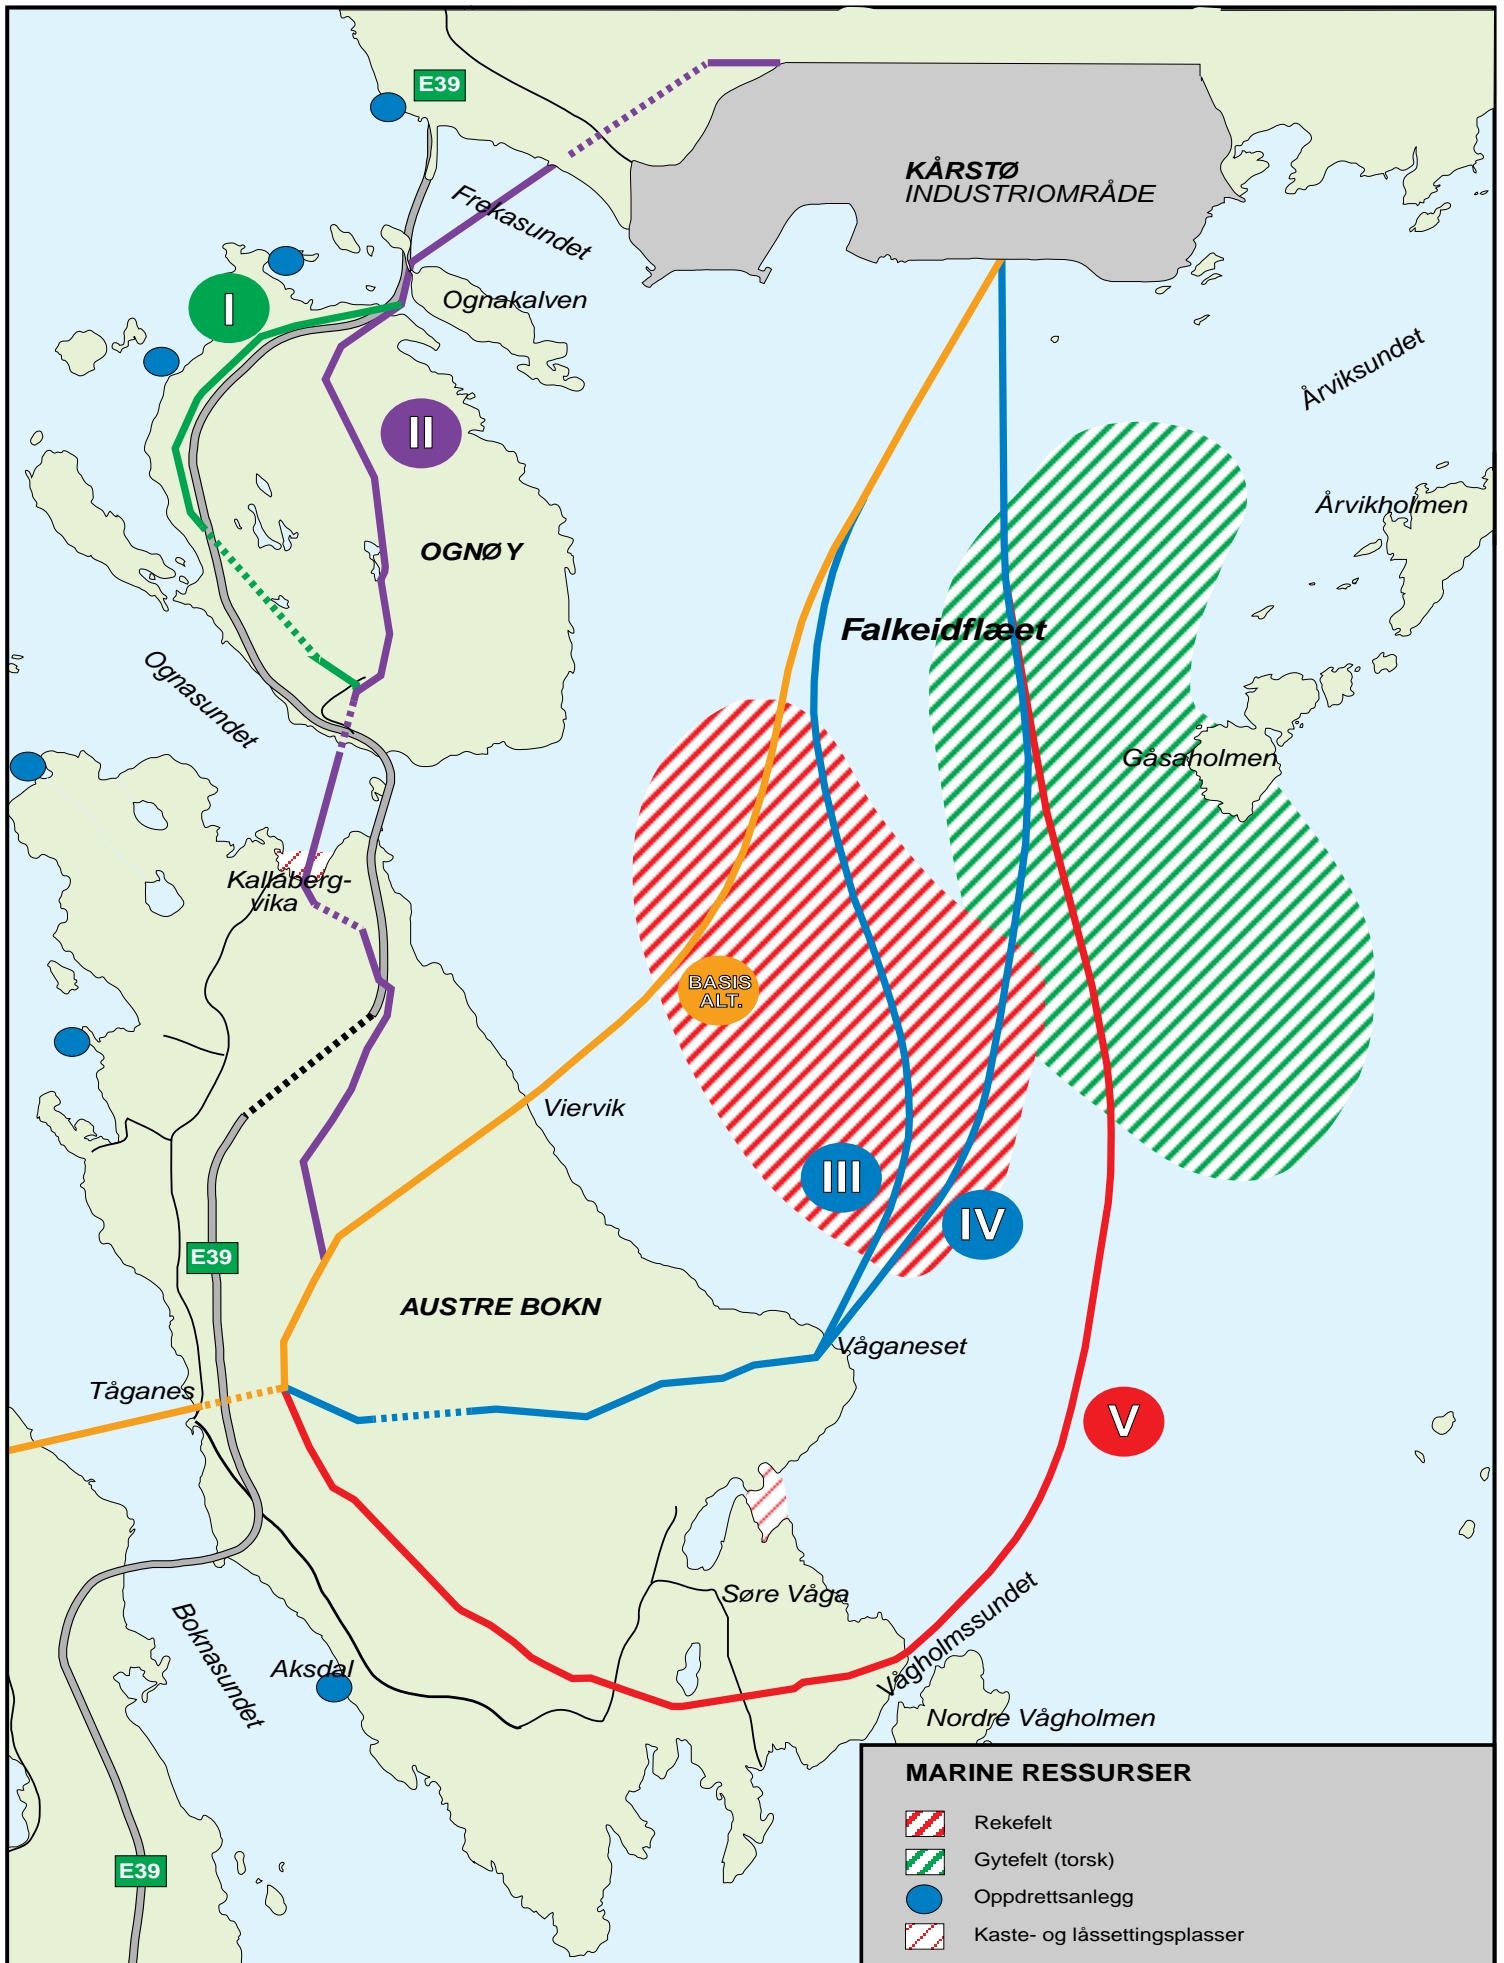 E39
KÅRSTØ
INDUSTRIOMRÅDE
Frekasundet
Ognakalven
I
Årviksundet
II
Årvikholmen
OGNØY
Falkeidflæet
Ognasundet
Gåsaholmen
Kallaberg-
vika
BASIS
ALT.
Viervik
III
IV
E39
AUSTRE BOKN
Våganeset
Tåganes
V
Søre Våga
Vågholmssundet
Boknasundet
Aksdal
Nordre Vågholmen
MARINE RESSURSER
Rekefelt
Gytefelt (torsk)
E39
Oppdrettsanlegg
Kaste- og låssettingsplasser